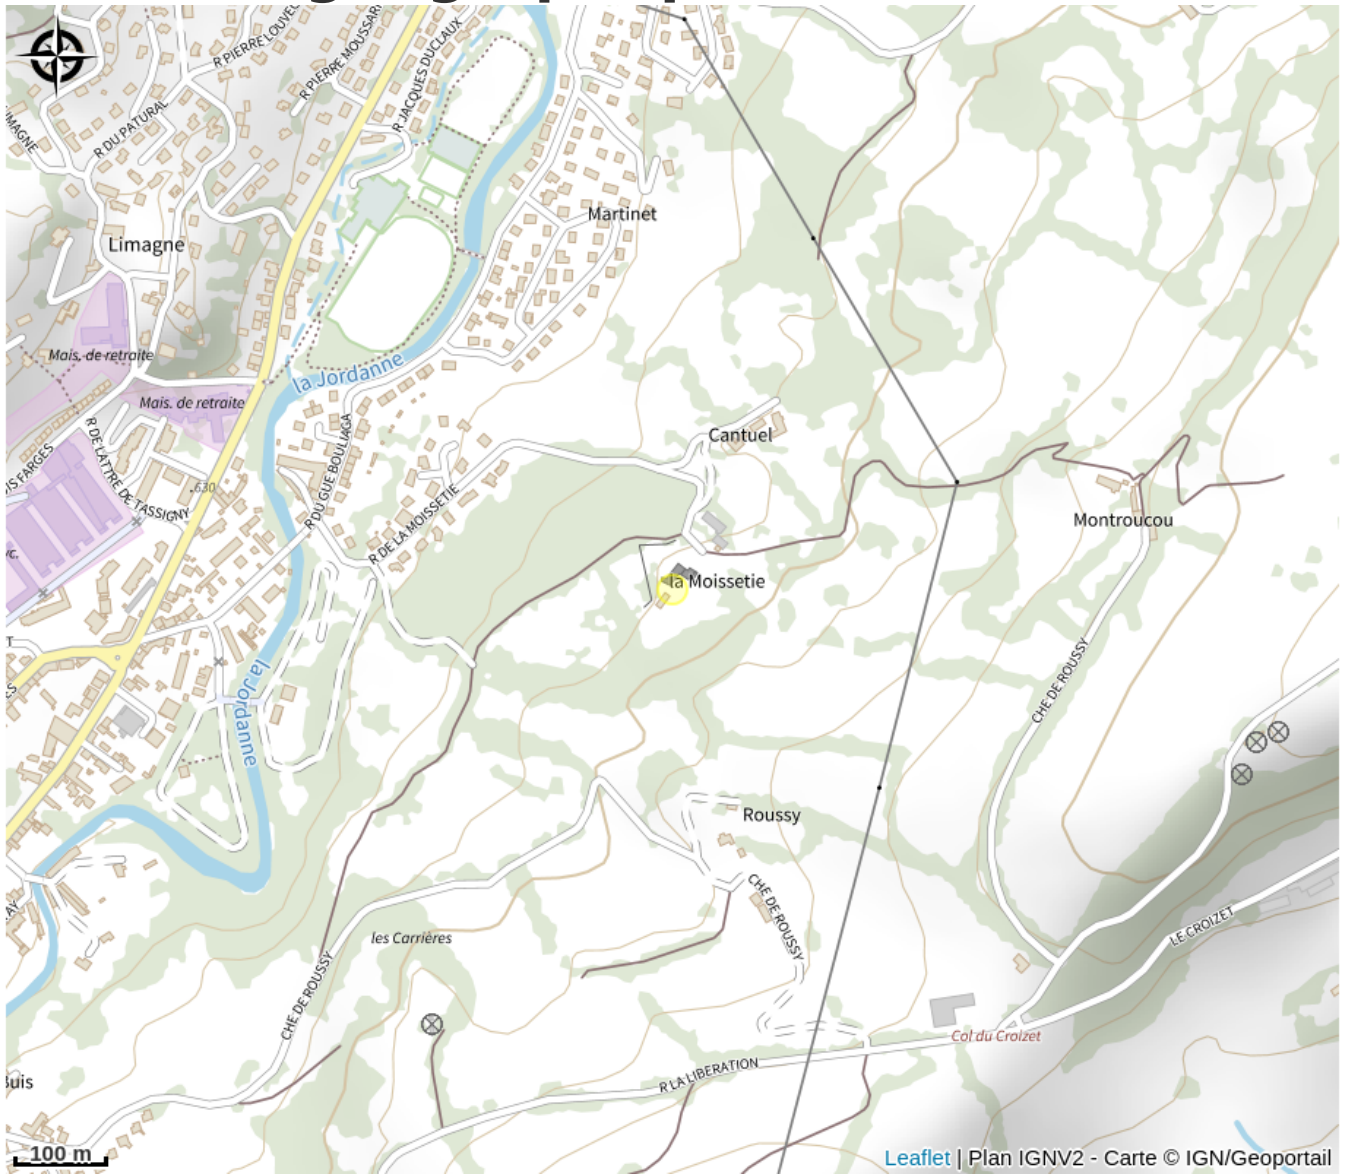 R PIERRE LOUVEL
R PIERRE MOUSSARI
R JACQUES DUCLAUX
R DU PATURAL
Martinet
Limagne
Mais. de retraite
la Jordanne
Mais. de retraite
R DE LATTRE DE TASSIGNY
R DU GUE BOULIAGA
Cantuel
.630
R DE LA MOISSETIE
Montroucou
la Moissetie
CHE DE ROUSSY
la Jordanne
Roussy
CHE DE ROUSSY
LE CROIZET
les Carrières
CHE DE ROUSSY
Col du Croizet
R LA LIBERATION
100 m
Leaflet | Plan IGNV2 - Carte © IGN/Geoportail